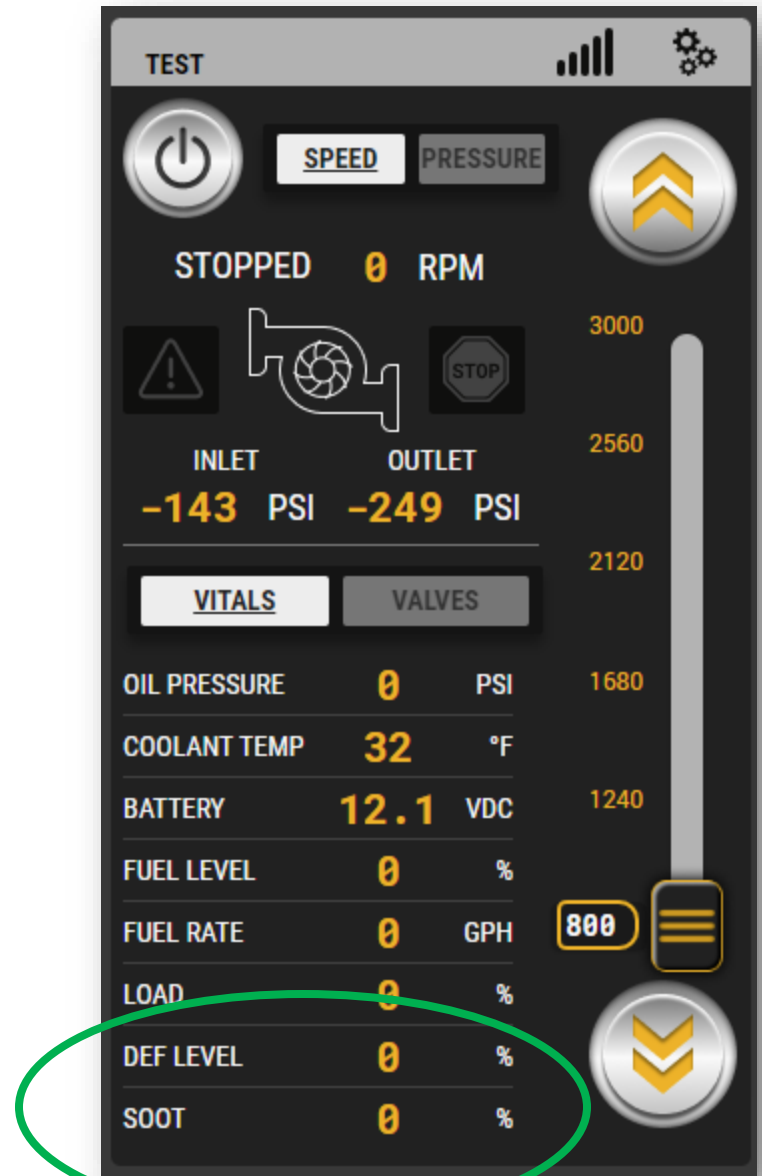 TEST
SPEED PRESSURE
STOPPED 0 RPM
STOP
INLET OUTLET
-143 PSI -249 PSI
VITALS VALVES
OIL PRESSURE 0 PSI
COOLANT TEMP 32 °F
BATTERY 12.1 VDC
FUEL LEVEL 0 %
FUEL RATE 0 GPH
LOAD 0 %
DEF LEVEL 0 %
SOOT 0 %
3000
2560
2120
1680
1240
800